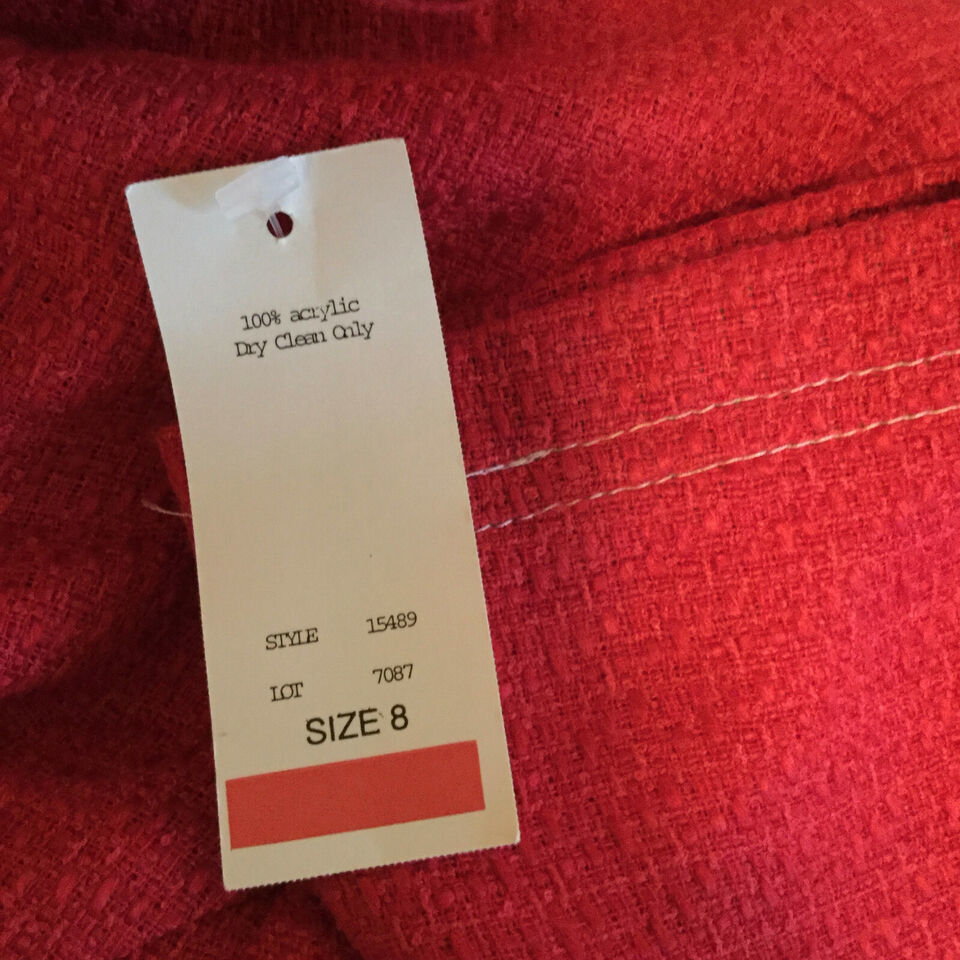 100% acrylic
Dry Clean Only
STYLE 15489
LOT 7087
SIZE 8